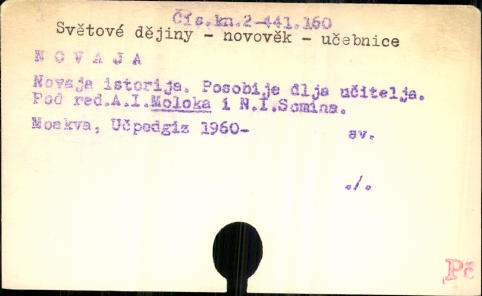 Čís.kn.2-441.160
Světové dějiny - novověk - učebnice
N O V A J A
Novaja istorija. Posobije dlja učitelja.
Pod red.A.I.Moloka i N.I.Somina.
Moskva, Učpedgiz 1960-
sv.
./.
Př